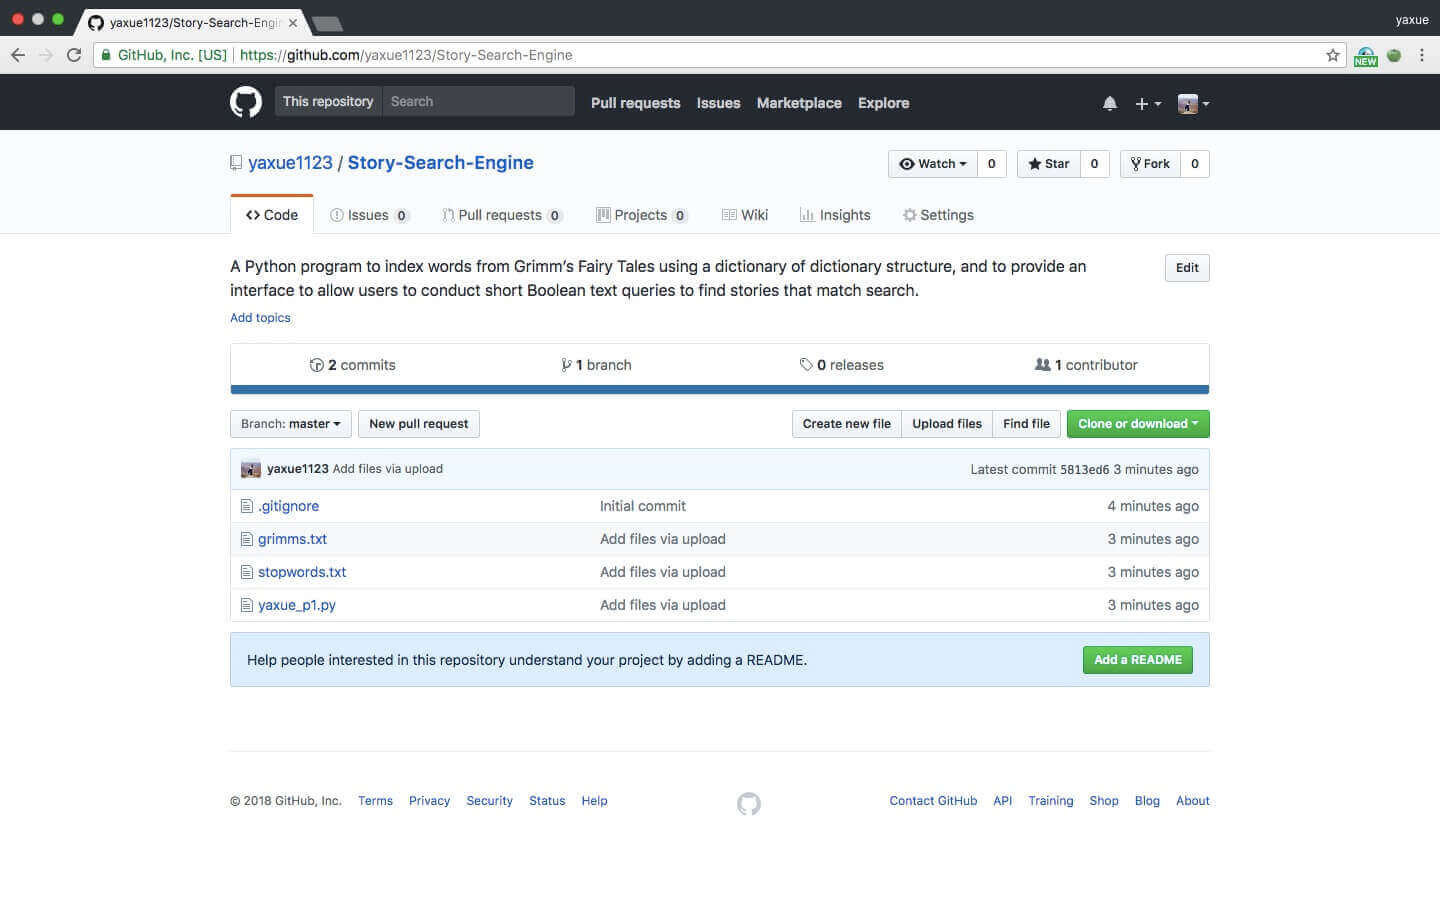 yaxue1123/Story-Search-Engin
yaxue
GitHub, Inc. [US] | https://github.com/yaxue1123/Story-Search-Engine
NEW
This repository Search Pull requests Issues Marketplace Explore
yaxue1123 / Story-Search-Engine
Watch 0 Star 0 Fork 0
Code Issues 0 Pull requests 0 Projects 0 Wiki Insights Settings
A Python program to index words from Grimm's Fairy Tales using a dictionary of dictionary structure, and to provide an
interface to allow users to conduct short Boolean text queries to find stories that match search.
Edit
Add topics
2 commits 1 branch 0 releases 1 contributor
Branch: master New pull request Create new file Upload files Find file Clone or download
yaxue1123 Add files via upload Latest commit 5813ed6 3 minutes ago
.gitignore Initial commit 4 minutes ago
grimms.txt Add files via upload 3 minutes ago
stopwords.txt Add files via upload 3 minutes ago
yaxue_p1.py Add files via upload 3 minutes ago
Help people interested in this repository understand your project by adding a README. Add a README
© 2018 GitHub, Inc. Terms Privacy Security Status Help Contact GitHub API Training Shop Blog About